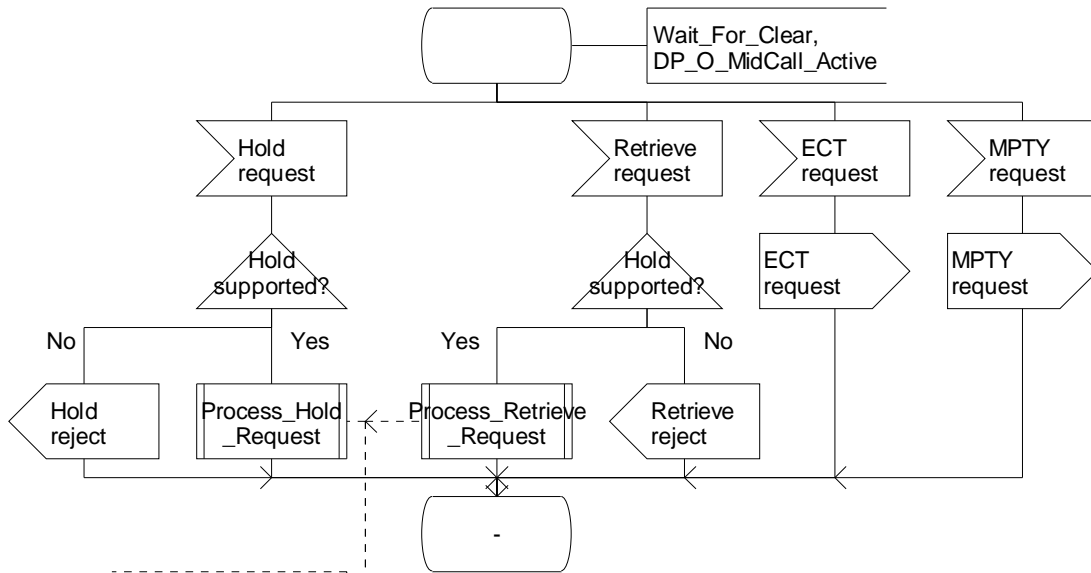 Wait_For_Clear,
DP_O_MidCall_Active
Hold
request
Retrieve
request
ECT
request
MPTY
request
Hold
supported?
Hold
supported?
ECT
request
MPTY
request
No
Yes
Yes
No
Hold
reject
Process_Hold
_Request
Process_Retrieve
_Request
Retrieve
reject
-